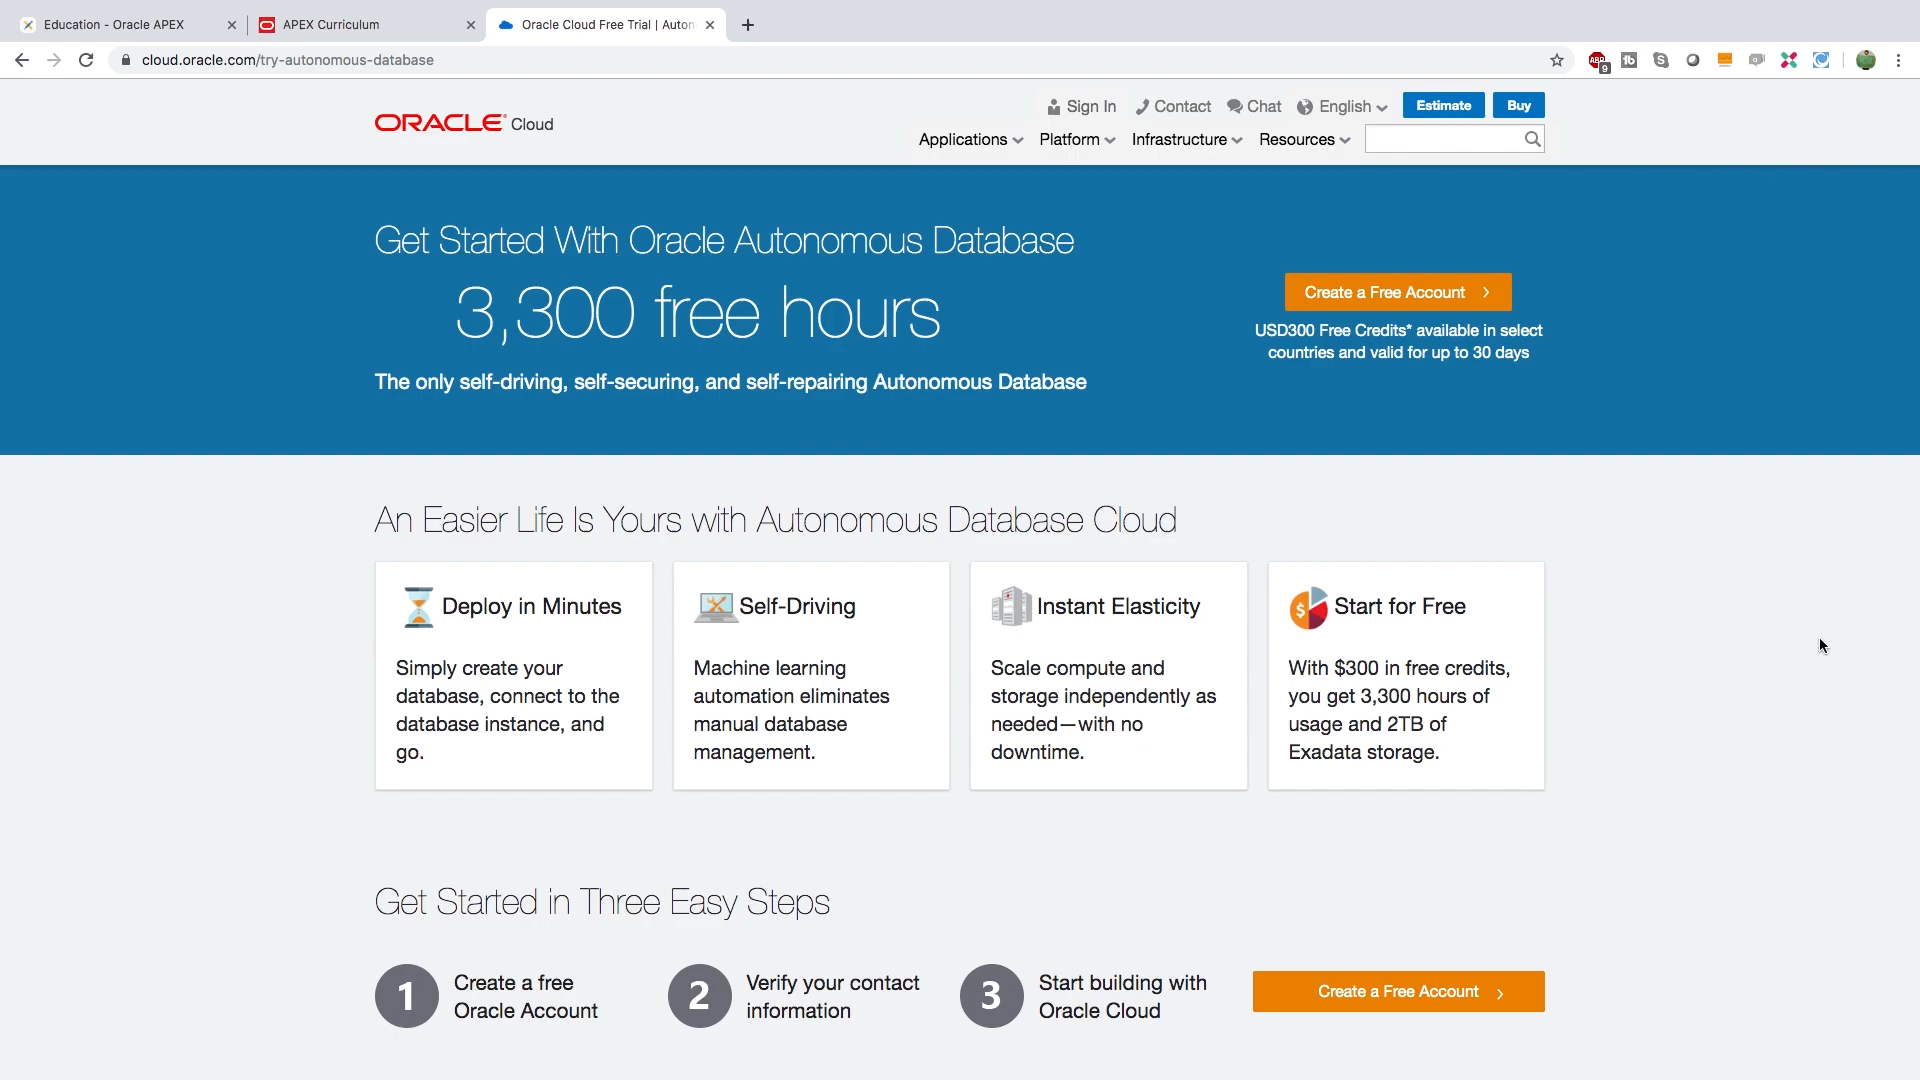 Education - Oracle APEX
APEX Curriculum
Oracle Cloud Free Trial | Auton
cloud.oracle.com/try-autonomous-database
ABP
9
tb
ORACLE Cloud
Sign In
Contact
Chat
English
Estimate
Buy
Applications
Platform
Infrastructure
Resources
Get Started With Oracle Autonomous Database
3,300 free hours
The only self-driving, self-securing, and self-repairing Autonomous Database
Create a Free Account
USD300 Free Credits* available in select
countries and valid for up to 30 days
An Easier Life Is Yours with Autonomous Database Cloud
Deploy in Minutes
Simply create your
database, connect to the
database instance, and
go.
Self-Driving
Machine learning
automation eliminates
manual database
management.
Instant Elasticity
Scale compute and
storage independently as
needed—with no
downtime.
$
Start for Free
With $300 in free credits,
you get 3,300 hours of
usage and 2TB of
Exadata storage.
Get Started in Three Easy Steps
1
Create a free
Oracle Account
2
Verify your contact
information
3
Start building with
Oracle Cloud
Create a Free Account